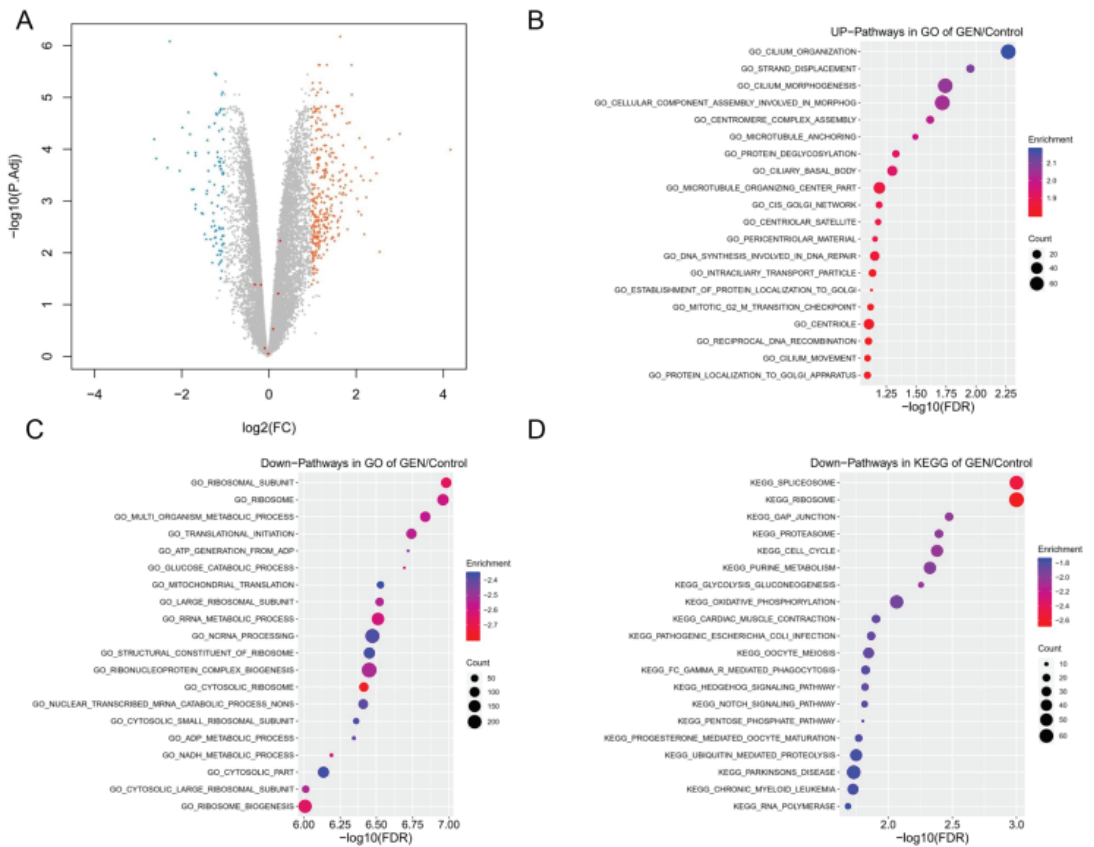 A
6
5
4
3
2
1
0
−log10(P.Adj)
−4
−2
0
2
4
log2(FC)
B
UP−Pathways in GO of GEN/Control
GO_CILIUM_ORGANIZATION
GO_STRAND_DISPLACEMENT
GO_CILIUM_MORPHOGENESIS
GO_CELLULAR_COMPONENT_ASSEMBLY_INVOLVED_IN_MORPHOG
GO_CENTROMERE_COMPLEX_ASSEMBLY
GO_MICROTUBULE_ANCHORING
GO_PROTEIN_DEGLYCOSYLATION
GO_CILIARY_BASAL_BODY
GO_MICROTUBULE_ORGANIZING_CENTER_PART
GO_CIS_GOLGI_NETWORK
GO_CENTRIOLAR_SATELLITE
GO_PERICENTRIOLAR_MATERIAL
GO_DNA_SYNTHESIS_INVOLVED_IN_DNA_REPAIR
GO_INTRACILIARY_TRANSPORT_PARTICLE
GO_ESTABLISHMENT_OF_PROTEIN_LOCALIZATION_TO_GOLGI
GO_MITOTIC_G2_M_TRANSITION_CHECKPOINT
GO_CENTRIOLE
GO_RECIPROCAL_DNA_RECOMBINATION
GO_CILIUM_MOVEMENT
GO_PROTEIN_LOCALIZATION_TO_GOLGI_APPARATUS
1.25 1.50 1.75 2.00 2.25
−log10(FDR)
Enrichment
2.1
2.0
1.9
Count
20
40
60
C
Down−Pathways in GO of GEN/Control
GO_RIBOSOMAL_SUBUNIT
GO_RIBOSOME
GO_MULTI_ORGANISM_METABOLIC_PROCESS
GO_TRANSLATIONAL_INITIATION
GO_ATP_GENERATION_FROM_ADP
GO_GLUCOSE_CATABOLIC_PROCESS
GO_MITOCHONDRIAL_TRANSLATION
GO_LARGE_RIBOSOMAL_SUBUNIT
GO_RRNA_METABOLIC_PROCESS
GO_NCRNA_PROCESSING
GO_STRUCTURAL_CONSTITUENT_OF_RIBOSOME
GO_RIBONUCLEOPROTEIN_COMPLEX_BIOGENESIS
GO_CYTOSOLIC_RIBOSOME
GO_NUCLEAR_TRANSCRIBED_MRNA_CATABOLIC_PROCESS_NONS
GO_CYTOSOLIC_SMALL_RIBOSOMAL_SUBUNIT
GO_ADP_METABOLIC_PROCESS
GO_NADH_METABOLIC_PROCESS
GO_CYTOSOLIC_PART
GO_CYTOSOLIC_LARGE_RIBOSOMAL_SUBUNIT
GO_RIBOSOME_BIOGENESIS
6.00 6.25 6.50 6.75 7.00
−log10(FDR)
Enrichment
−2.4
−2.5
−2.6
−2.7
Count
50
100
150
200
D
Down−Pathways in KEGG of GEN/Control
KEGG_SPLICEOSOME
KEGG_RIBOSOME
KEGG_GAP_JUNCTION
KEGG_PROTEASOME
KEGG_CELL_CYCLE
KEGG_PURINE_METABOLISM
KEGG_GLYCOLYSIS_GLUCONEOGENESIS
KEGG_OXIDATIVE_PHOSPHORYLATION
KEGG_CARDIAC_MUSCLE_CONTRACTION
KEGG_PATHOGENIC_ESCHERICHIA_COLI_INFECTION
KEGG_OOCYTE_MEIOSIS
KEGG_FC_GAMMA_R_MEDIATED_PHAGOCYTOSIS
KEGG_HEDGEHOG_SIGNALING_PATHWAY
KEGG_NOTCH_SIGNALING_PATHWAY
KEGG_PENTOSE_PHOSPHATE_PATHWAY
KEGG_PROGESTERONE_MEDIATED_OOCYTE_MATURATION
KEGG_UBIQUITIN_MEDIATED_PROTEOLYSIS
KEGG_PARKINSONS_DISEASE
KEGG_CHRONIC_MYELOID_LEUKEMIA
KEGG_RNA_POLYMERASE
2.0 2.5 3.0
−log10(FDR)
Enrichment
−1.8
−2.0
−2.2
−2.4
−2.6
Count
10
20
30
40
50
60